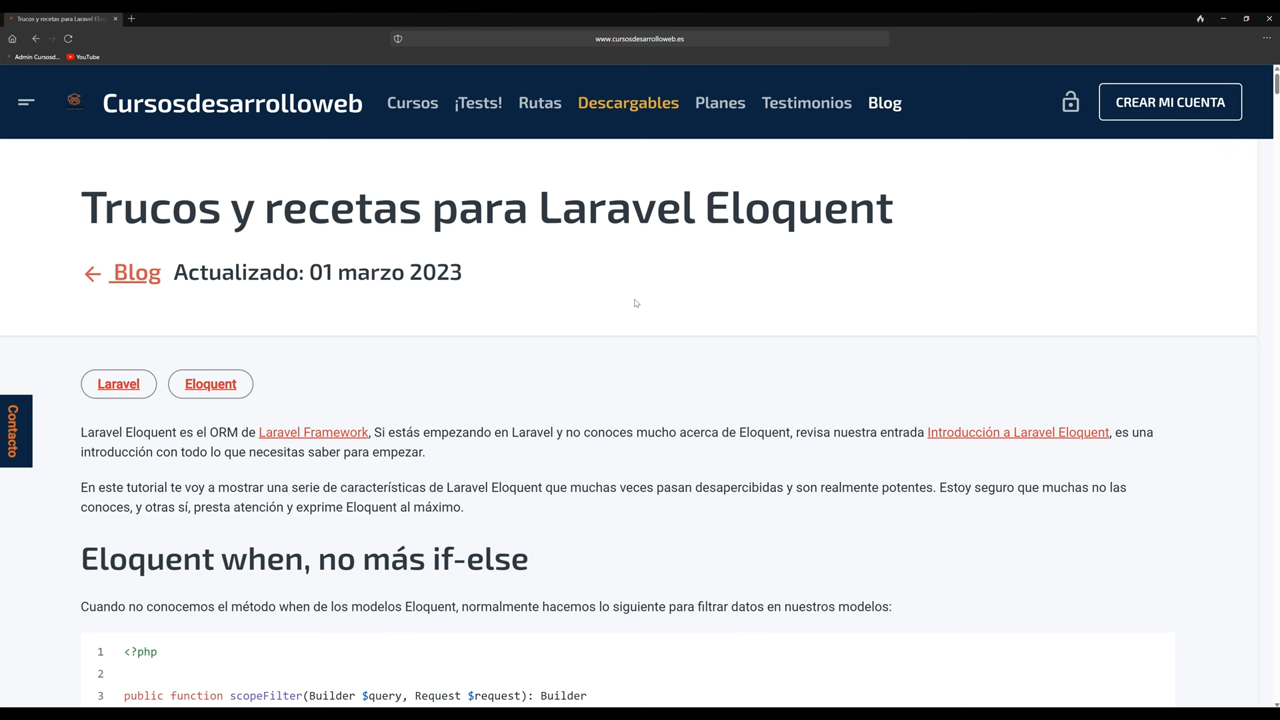 Trucos y recetas para Laravel Elo
www.cursosdesarrolloweb.es
Admin Cursosd... YouTube
Cursosdesarrolloweb Cursos ¡Tests! Rutas Descargables Planes Testimonios Blog CREAR MI CUENTA
Trucos y recetas para Laravel Eloquent
← Blog Actualizado: 01 marzo 2023
Laravel Eloquent
Contacto
Laravel Eloquent es el ORM de Laravel Framework, Si estás empezando en Laravel y no conoces mucho acerca de Eloquent, revisa nuestra entrada Introducción a Laravel Eloquent, es una
introducción con todo lo que necesitas saber para empezar.
En este tutorial te voy a mostrar una serie de características de Laravel Eloquent que muchas veces pasan desapercibidas y son realmente potentes. Estoy seguro que muchas no las
conoces, y otras sí, presta atención y exprime Eloquent al máximo.
Eloquent when, no más if-else
Cuando no conocemos el método when de los modelos Eloquent, normalmente hacemos lo siguiente para filtrar datos en nuestros modelos:
1 <?php
2
3 public function scopeFilter(Builder $query, Request $request): Builder